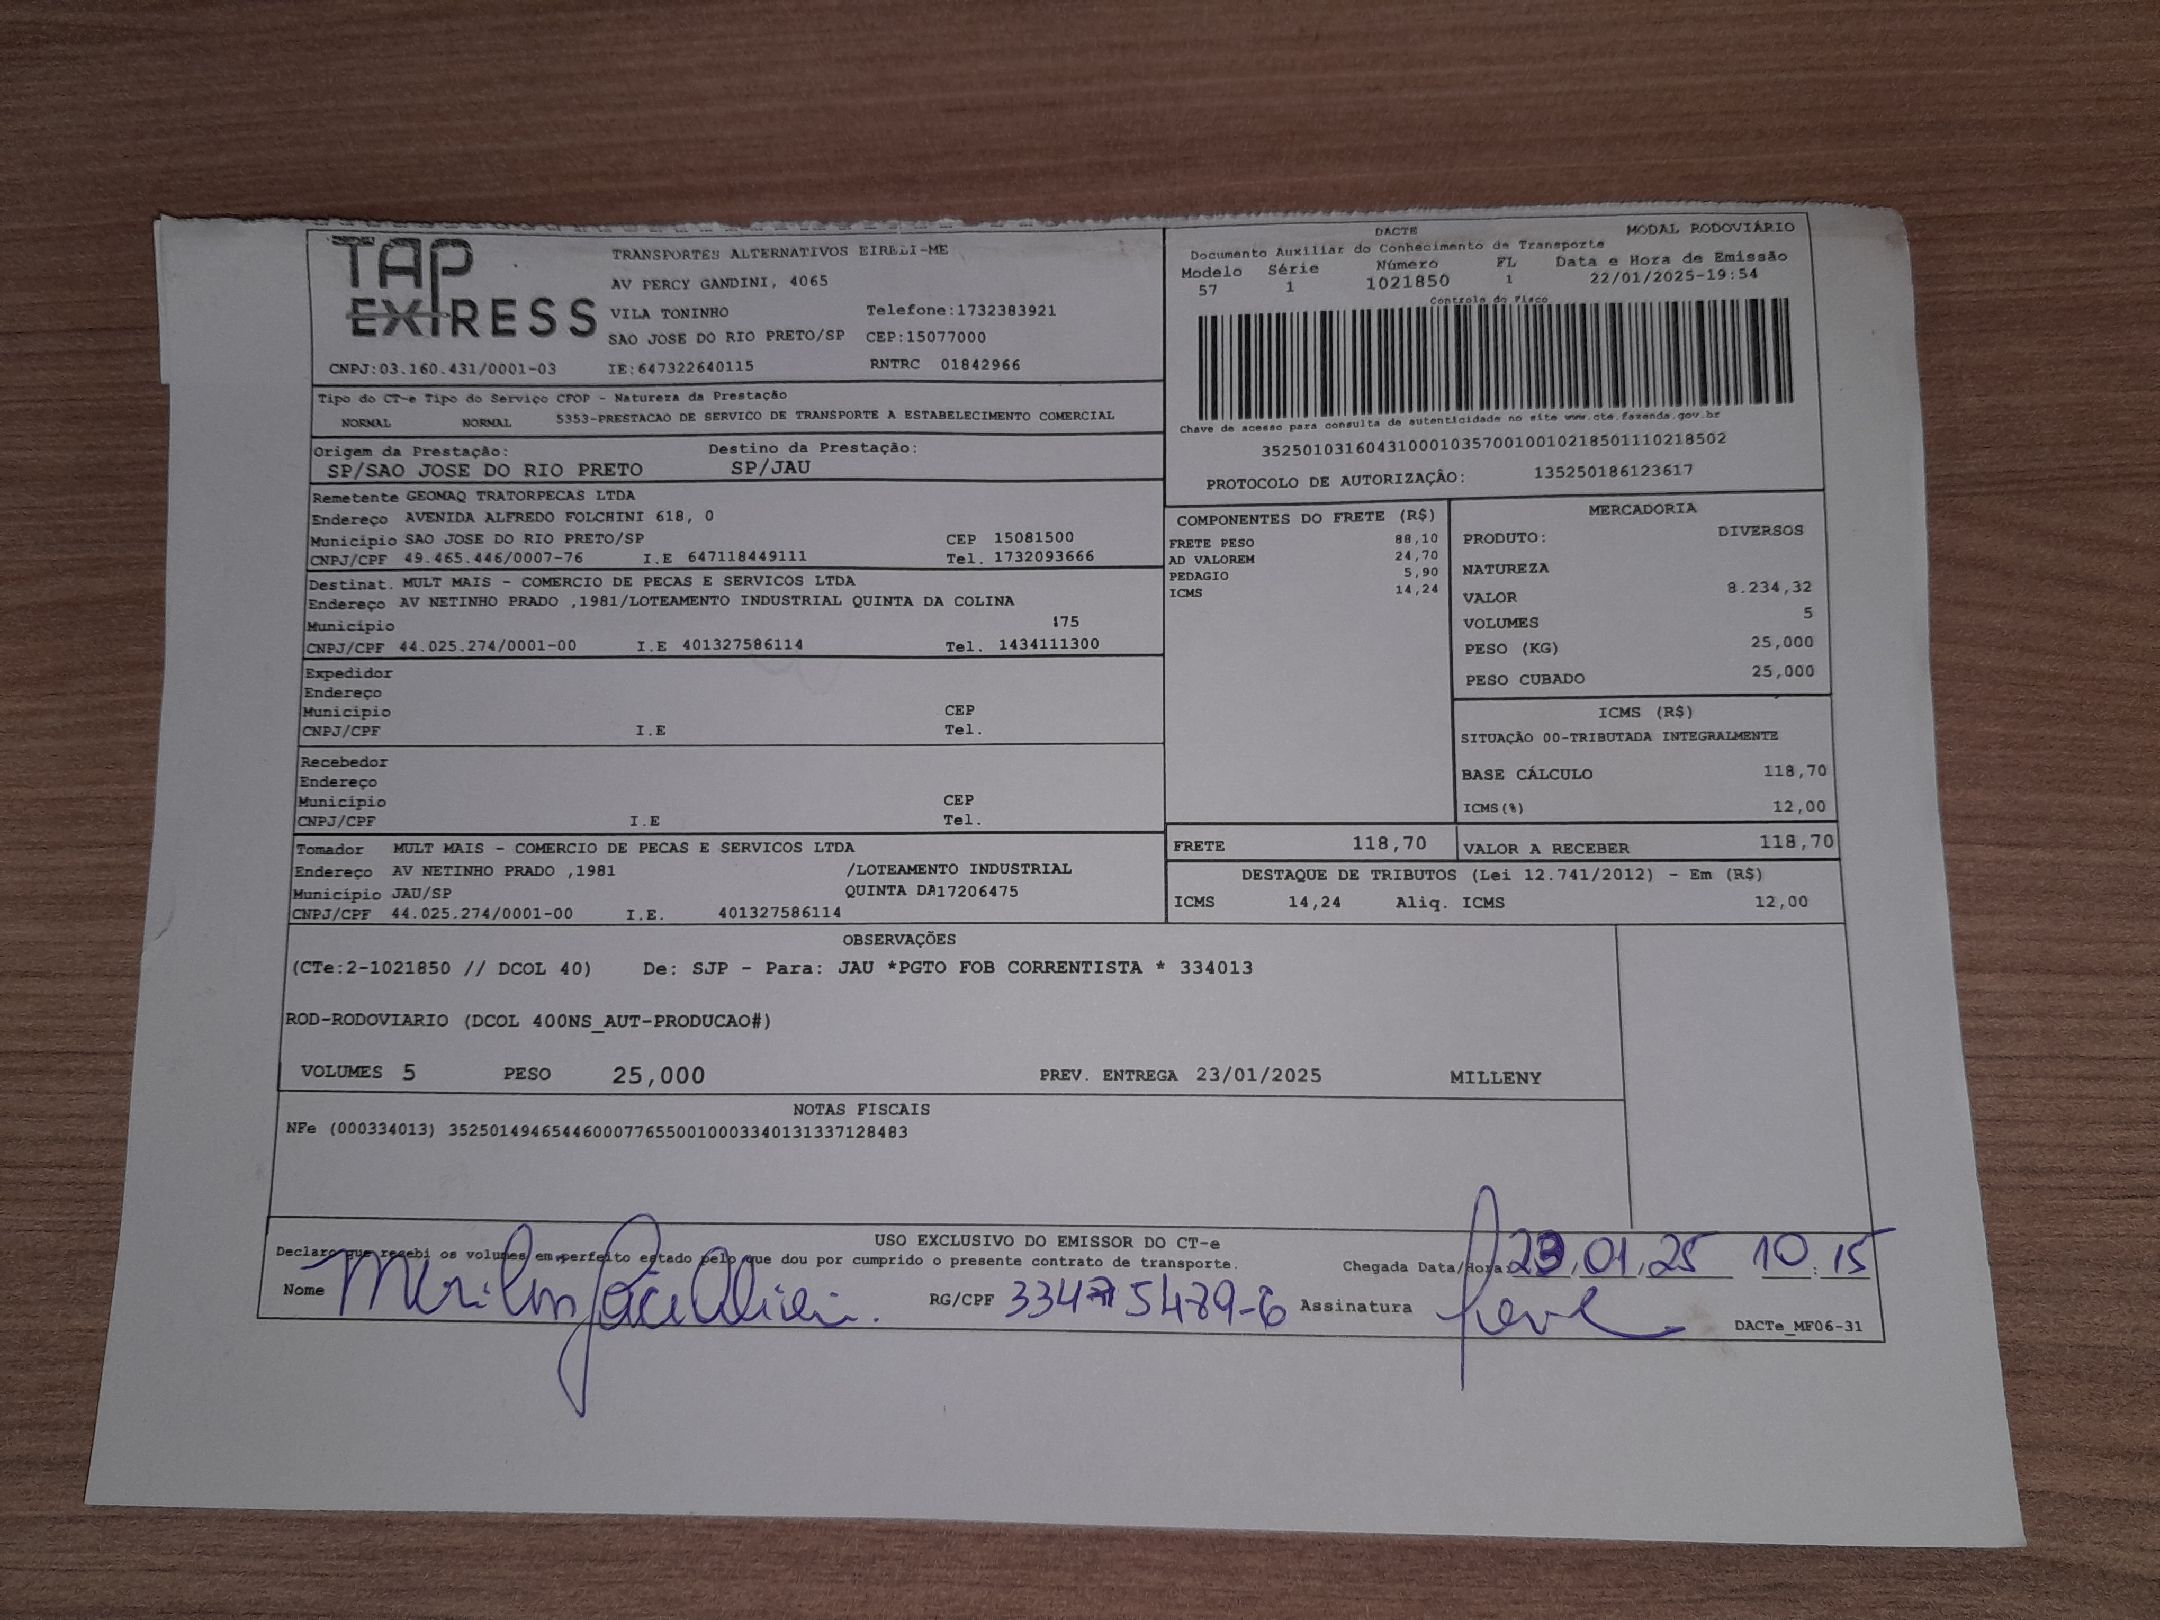 TAP EXPRESS
TRANSPORTES ALTERNATIVOS EIRELI-ME
AV PERCY GANDINI, 4065
VILA TONINHO Telefone:1732383921
SAO JOSE DO RIO PRETO/SP CEP:15077000
CNPJ:03.160.431/0001-03 IE:647322640115 RNTRC 01842966
DACTE MODAL RODOVIÁRIO
Documento Auxiliar do Conhecimento de Transporte
Modelo Série Número FL Data e Hora de Emissão
57 1 1021850 1 22/01/2025-19:54
Controle do Fisco
Chave de acesso para consulta de autenticidade no site www.cte.fazenda.gov.br
35250103160431000103570010010218501110218502
PROTOCOLO DE AUTORIZAÇÂO: 135250186123617
Tipo do CT-e Tipo do Serviço CFOP - Natureza da Prestação
NORMAL NORMAL 5353-PRESTACAO DE SERVICO DE TRANSPORTE A ESTABELECIMENTO COMERCIAL
Origem da Prestação: Destino da Prestação:
SP/SAO JOSE DO RIO PRETO SP/JAU
Remetente GEOMAQ TRATORPECAS LTDA
Endereço AVENIDA ALFREDO FOLCHINI 618, 0
Município SAO JOSE DO RIO PRETO/SP CEP 15081500
CNPJ/CPF 49.465.446/0007-76 I.E 647118449111 Tel. 1732093666
Destinat. MULT MAIS - COMERCIO DE PECAS E SERVICOS LTDA
Endereço AV NETINHO PRADO ,1981/LOTEAMENTO INDUSTRIAL QUINTA DA COLINA
Município 175
CNPJ/CPF 44.025.274/0001-00 I.E 401327586114 Tel. 1434111300
Expedidor
Endereço
Município CEP
CNPJ/CPF I.E Tel.
Recebedor
Endereço
Município CEP
CNPJ/CPF I.E Tel.
Tomador MULT MAIS - COMERCIO DE PECAS E SERVICOS LTDA
Endereço AV NETINHO PRADO ,1981 /LOTEAMENTO INDUSTRIAL
Município JAU/SP QUINTA DA17206475
CNPJ/CPF 44.025.274/0001-00 I.E. 401327586114
COMPONENTES DO FRETE (R$)
FRETE PESO 88,10
AD VALOREM 24,70
PEDAGIO 5,90
ICMS 14,24
MERCADORIA
PRODUTO: DIVERSOS
NATUREZA
VALOR 8.234,32
VOLUMES 5
PESO (KG) 25,000
PESO CUBADO 25,000
ICMS (R$)
SITUAÇÃO 00-TRIBUTADA INTEGRALMENTE
BASE CÁLCULO 118,70
ICMS(%) 12,00
FRETE 118,70 VALOR A RECEBER 118,70
DESTAQUE DE TRIBUTOS (Lei 12.741/2012) - Em (R$)
ICMS 14,24 Aliq. ICMS 12,00
OBSERVAÇÕES
(CTe:2-1021850 // DCOL 40) De: SJP - Para: JAU *PGTO FOB CORRENTISTA * 334013
ROD-RODOVIARIO (DCOL 400NS_AUT-PRODUCAO#)
VOLUMES 5 PESO 25,000 PREV. ENTREGA 23/01/2025 MILLENY
NOTAS FISCAIS
NFe (000334013) 35250149465446000776550010003340131337128483
USO EXCLUSIVO DO EMISSOR DO CT-e
Declaro que recebi os volumes em perfeito estado pelo que dou por cumprido o presente contrato de transporte.
Chegada Data/Hora 23,01,25 10:15
Nome RG/CPF Assinatura
DACTe_MF06-31